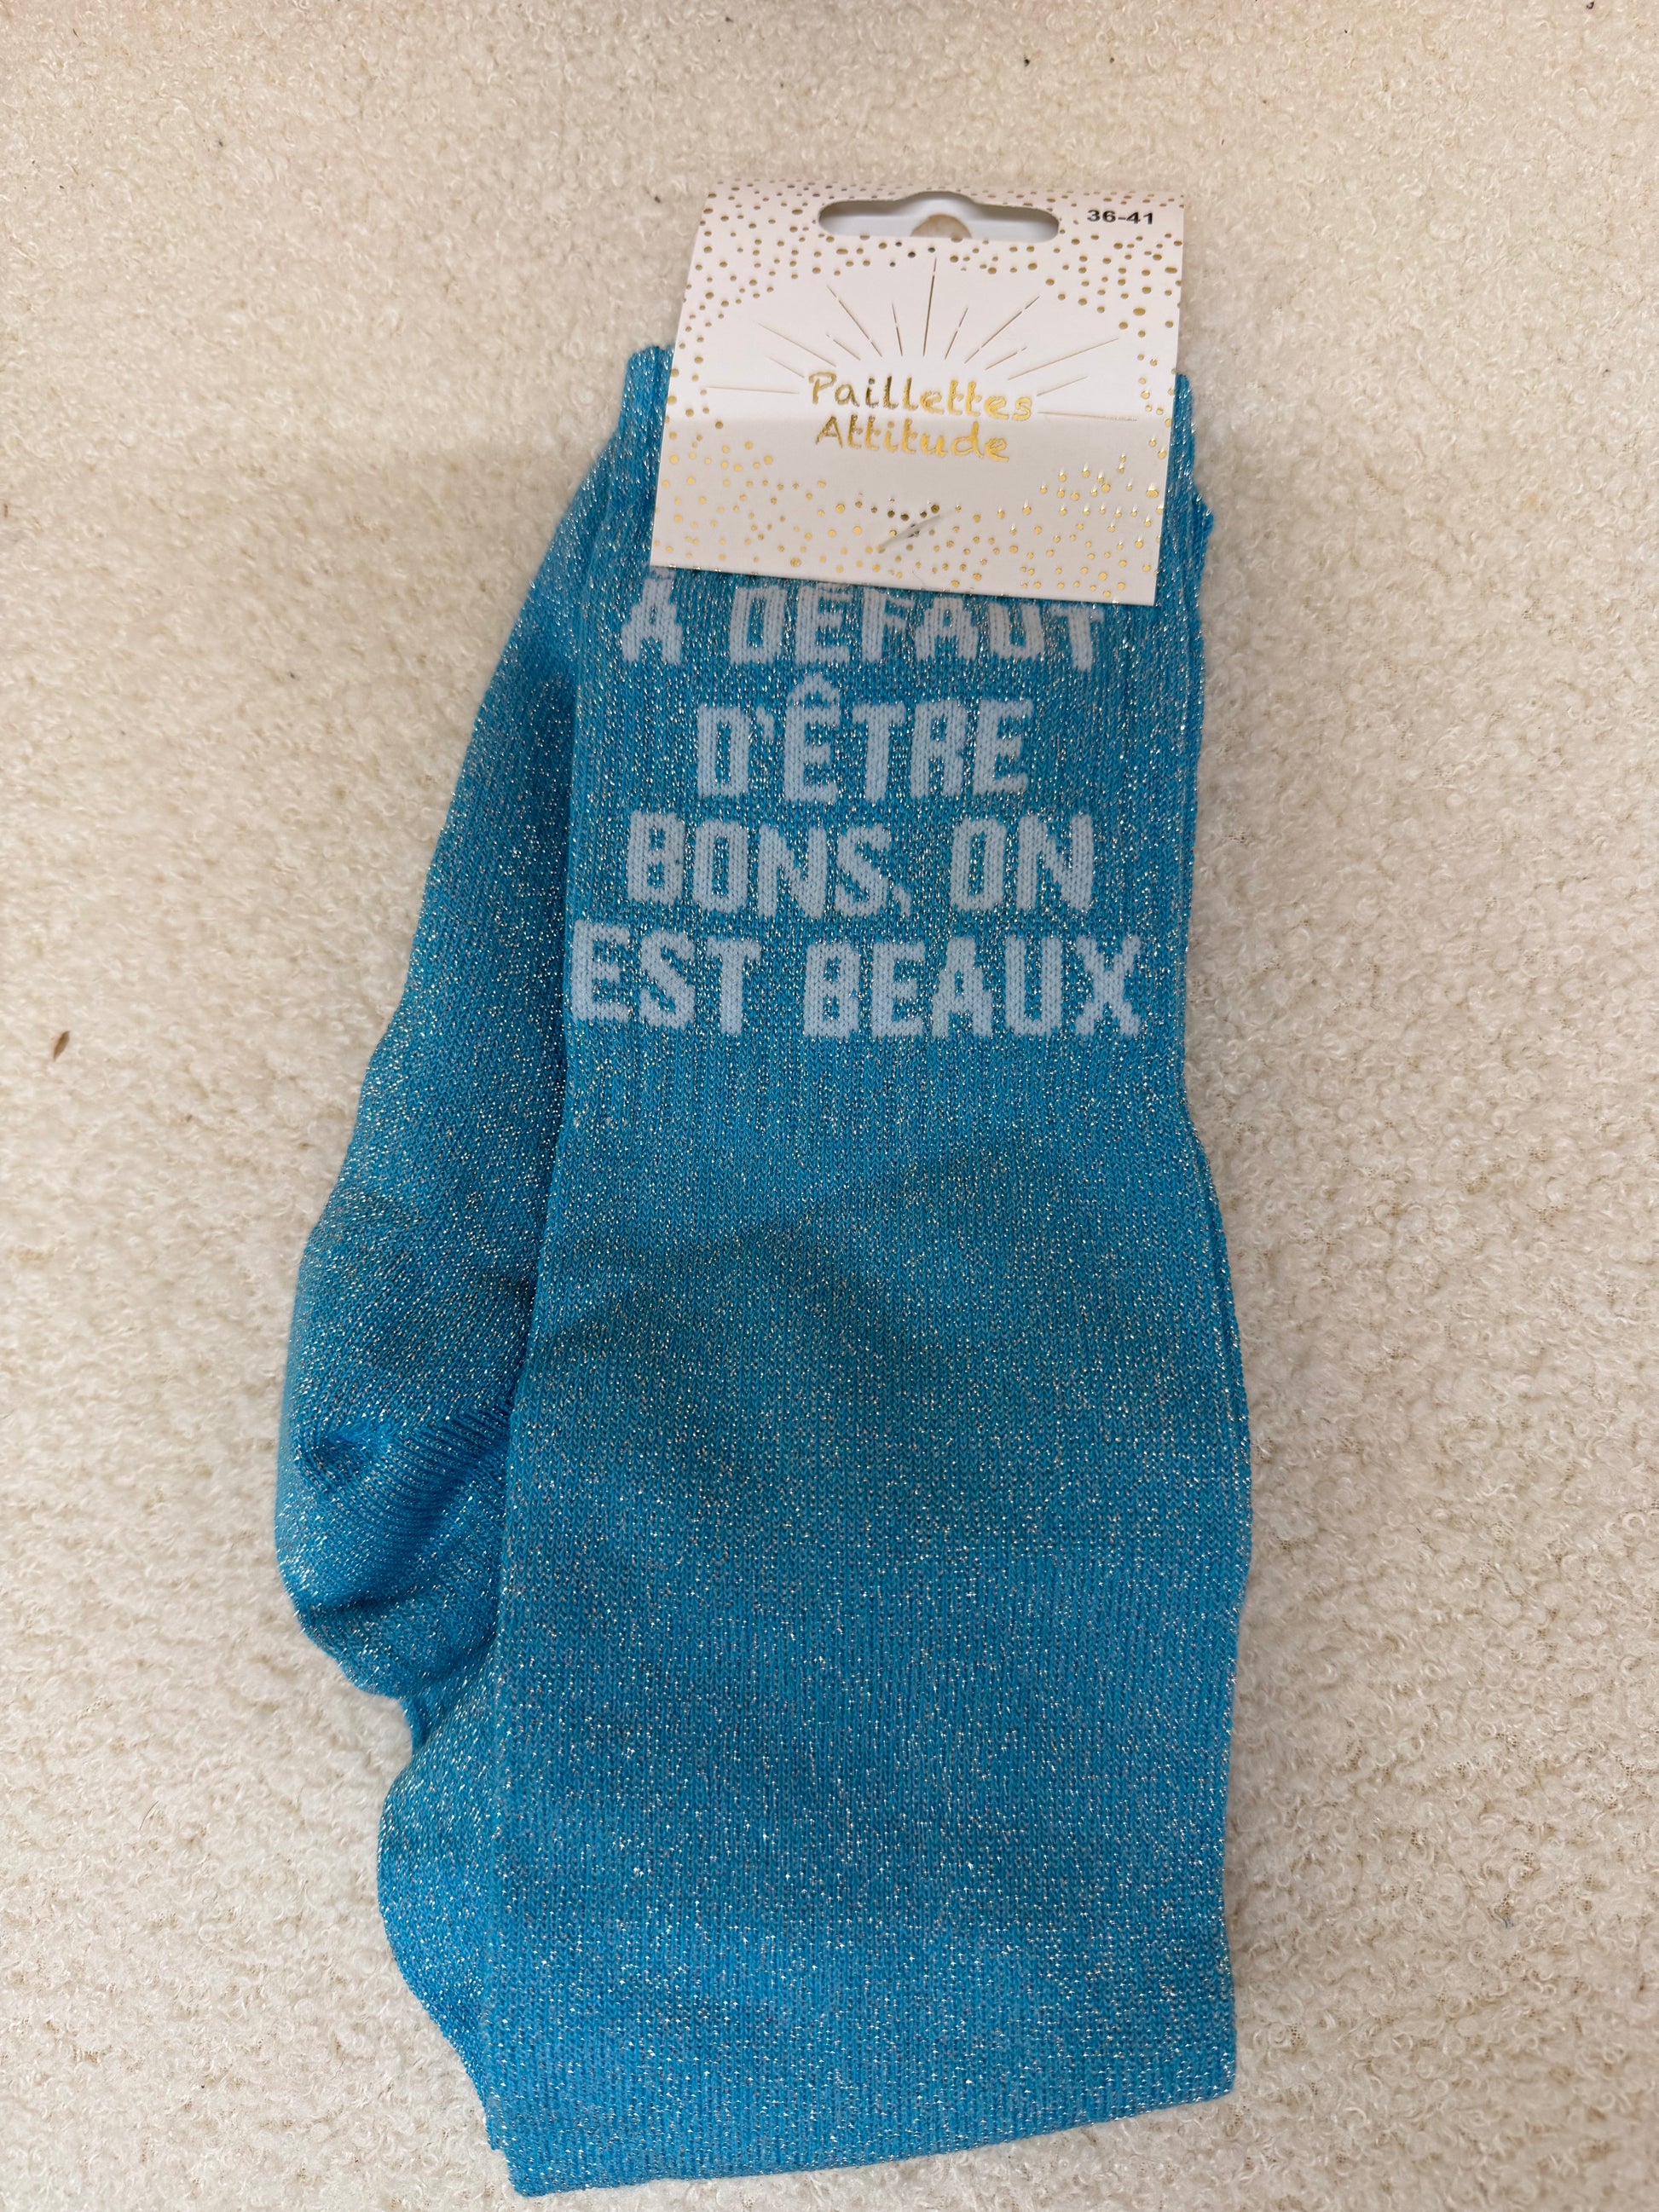 36-41
Paillettes
Attitude
À DÉFAUT
D'ÊTRE
BONS, ON
EST BEAUX